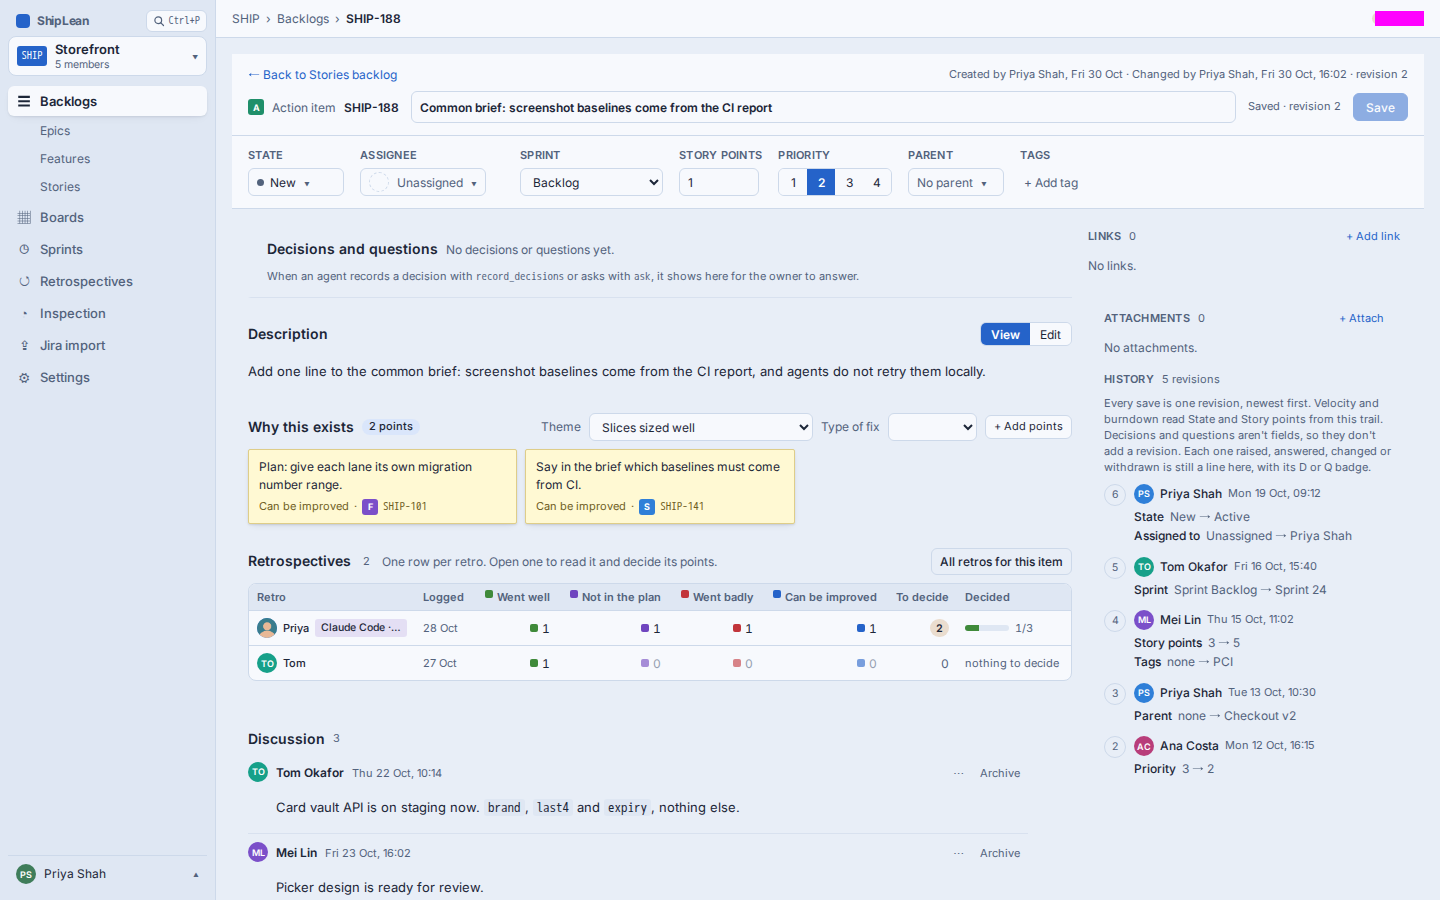 ShipLean
Ctrl+P
SHIP
Storefront
5 members
Backlogs
Epics
Features
Stories
Boards
Sprints
Retrospectives
Inspection
Jira import
Settings
PS Priya Shah
SHIP › Backlogs › SHIP-188
← Back to Stories backlog
Created by Priya Shah, Fri 30 Oct · Changed by Priya Shah, Fri 30 Oct, 16:02 · revision 2
A Action item SHIP-188 Common brief: screenshot baselines come from the CI report Saved · revision 2 Save
STATE ASSIGNEE SPRINT STORY POINTS PRIORITY PARENT TAGS
New Unassigned Backlog 1 1 2 3 4 No parent + Add tag
Decisions and questions No decisions or questions yet.
When an agent records a decision with record_decisions or asks with ask, it shows here for the owner to answer.
Description View Edit
Add one line to the common brief: screenshot baselines come from the CI report, and agents do not retry them locally.
Why this exists 2 points Theme Slices sized well Type of fix + Add points
Plan: give each lane its own migration
number range.
Can be improved · F SHIP-101
Say in the brief which baselines must come
from CI.
Can be improved · S SHIP-141
Retrospectives 2 One row per retro. Open one to read it and decide its points. All retros for this item
Retro Logged Went well Not in the plan Went badly Can be improved To decide Decided
Priya Claude Code ·... 28 Oct 1 1 1 1 2 1/3
TO Tom 27 Oct 1 0 0 0 0 nothing to decide
Discussion 3
TO Tom Okafor Thu 22 Oct, 10:14 ··· Archive
Card vault API is on staging now. brand, last4 and expiry, nothing else.
ML Mei Lin Fri 23 Oct, 16:02 ··· Archive
Picker design is ready for review.
LINKS 0 + Add link
No links.
ATTACHMENTS 0 + Attach
No attachments.
HISTORY 5 revisions
Every save is one revision, newest first. Velocity and
burndown read State and Story points from this trail.
Decisions and questions aren't fields, so they don't
add a revision. Each one raised, answered, changed or
withdrawn is still a line here, with its D or Q badge.
6 PS Priya Shah Mon 19 Oct, 09:12
State New → Active
Assigned to Unassigned → Priya Shah
5 TO Tom Okafor Fri 16 Oct, 15:40
Sprint Sprint Backlog → Sprint 24
4 ML Mei Lin Thu 15 Oct, 11:02
Story points 3 → 5
Tags none → PCI
3 PS Priya Shah Tue 13 Oct, 10:30
Parent none → Checkout v2
2 AC Ana Costa Mon 12 Oct, 16:15
Priority 3 → 2